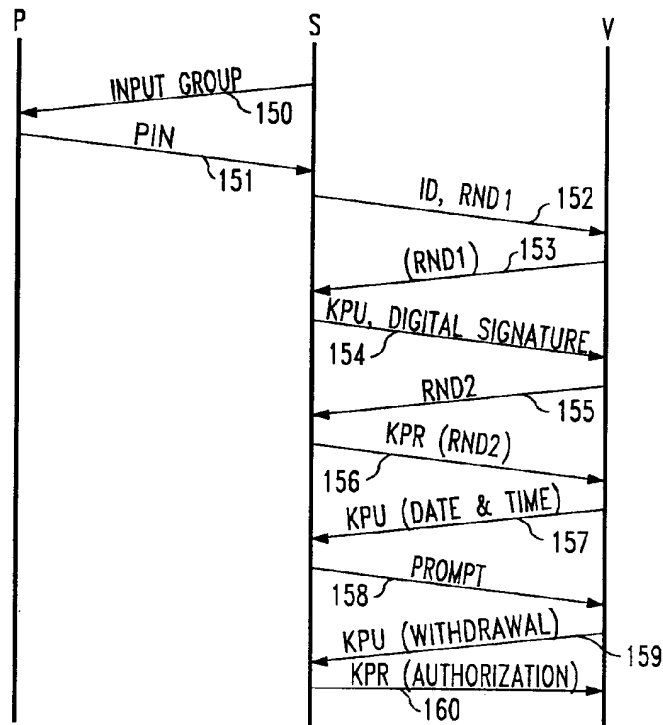 P S V
INPUT GROUP
150
PIN
151
ID, RND1
152
(RND1)
153
KPU, DIGITAL SIGNATURE
154
RND2
155
KPR (RND2)
156
KPU (DATE & TIME)
157
PROMPT
158
KPU (WITHDRAWAL)
159
KPR (AUTHORIZATION)
160